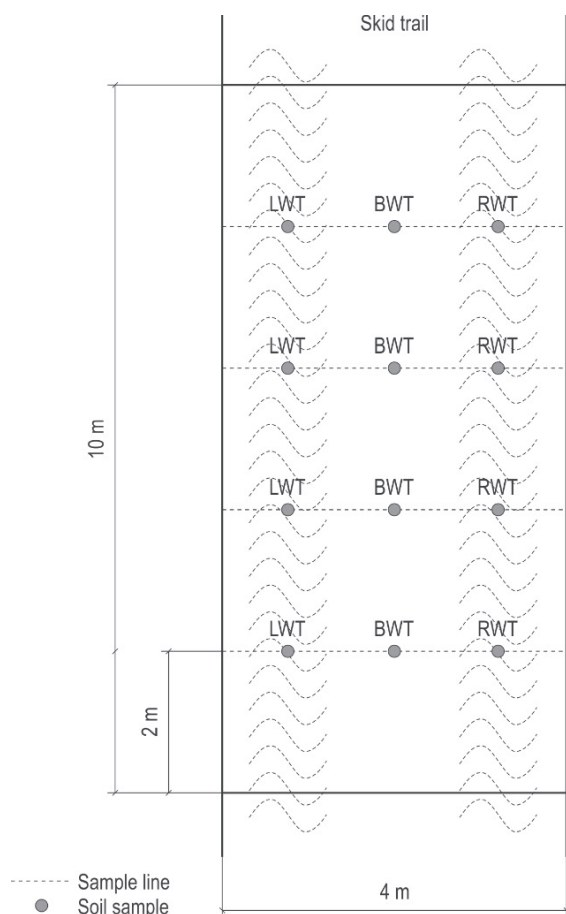 Skid trail
LWT BWT RWT
LWT BWT RWT
10 m
LWT BWT RWT
LWT BWT RWT
2 m
Sample line
4 m
Soil sample